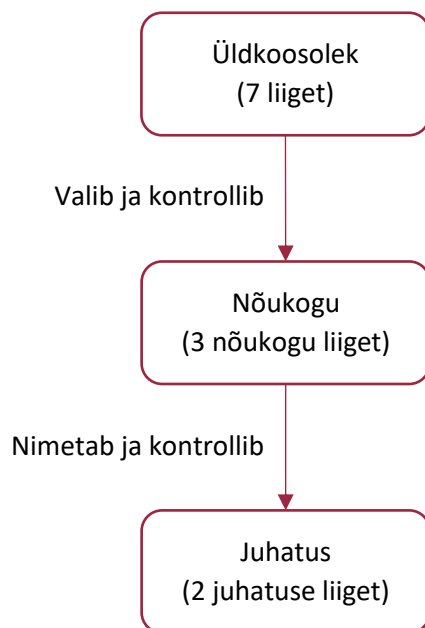 Üldkoosolek
(7 liiget)
Valib ja kontrollib
Nõukogu
(3 nõukogu liiget)
Nimetab ja kontrollib
Juhatus
(2 juhatuse liiget)